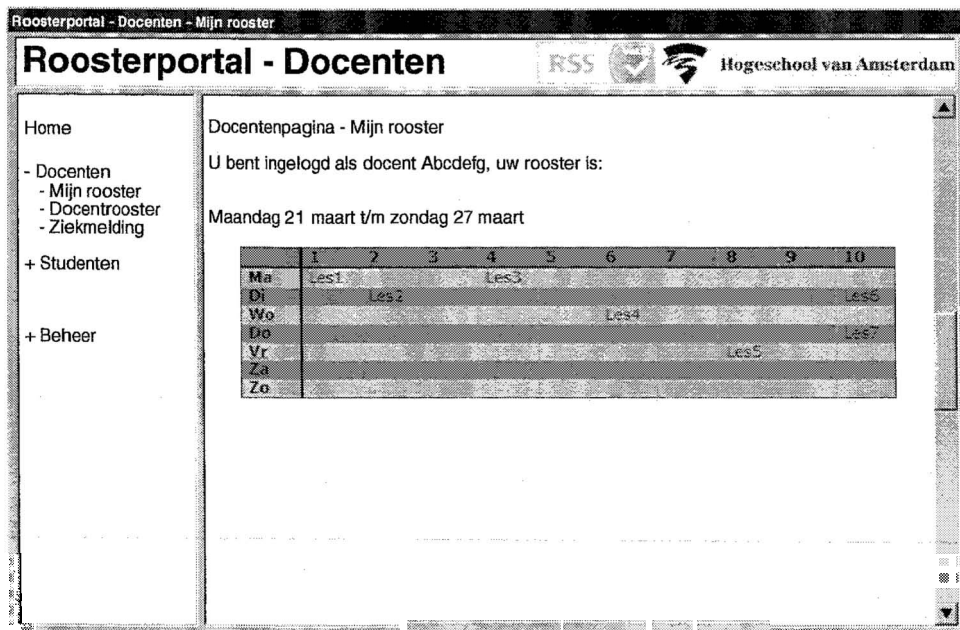 Roosterportal - Docenten - Mijn rooster
Roosterportal - Docenten
RSS
Hogeschool van Amsterdam
Home
- Docenten
- Mijn rooster
- Docentrooster
- Ziekmelding
+ Studenten
+ Beheer
Docentenpagina - Mijn rooster
U bent ingelogd als docent Abcdefg, uw rooster is:
Maandag 21 maart t/m zondag 27 maart
1 2 3 4 5 6 7 8 9 10
Ma Les1 Les3
Di Les2 Les6
Wo Les4
Do Les7
Vr Les5
Za
Zo